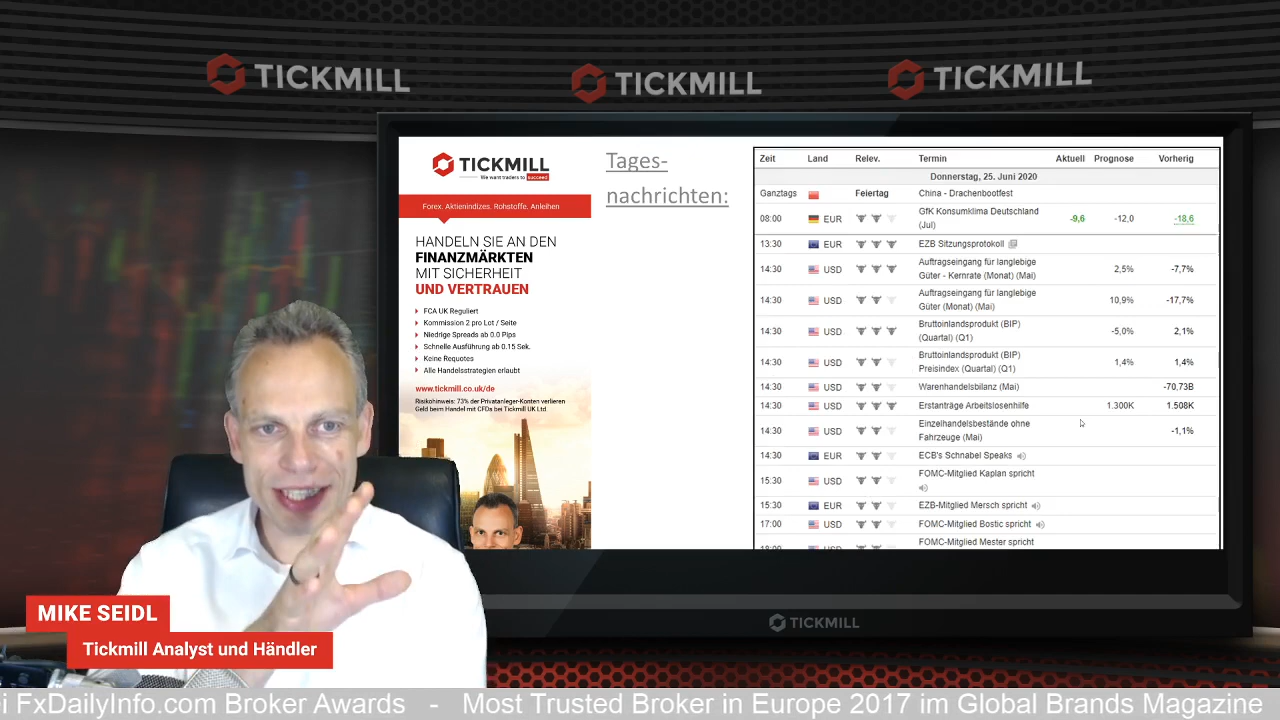 TICKMILL
TICKMILL
TICKMILL
TICKMILL
We want traders to succeed
Forex. Aktienindizes. Rohstoffe. Anleihen
HANDELN SIE AN DEN
FINANZMÄRKTEN
MIT SICHERHEIT
UND VERTRAUEN
FCA UK Reguliert
Kommission 2 pro Lot / Seite
Niedrige Spreads ab 0.0 Pips
Schnelle Ausführung ab 0.15 Sek.
Keine Requotes
Alle Handelsstrategien erlaubt
www.tickmill.co.uk/de
Risikohinweis: 73% der Privatanleger-Konten verlieren
Geld beim Handel mit CFDs bei Tickmill UK Ltd
Tages-
nachrichten:
Zeit Land Relev. Termin Aktuell Prognose Vorherig
Donnerstag, 25. Juni 2020
Ganztags Feiertag China - Drachenbootfest
08:00 EUR GfK Konsumklima Deutschland -9,6 -12,0 -18,6
(Jul)
13:30 EUR EZB Sitzungsprotokoll
14:30 USD Auftragseingang für langlebige 2,5% -7,7%
Güter - Kernrate (Monat) (Mai)
14:30 USD Auftragseingang für langlebige 10,9% -17,7%
Güter (Monat) (Mai)
14:30 USD Bruttoinlandsprodukt (BIP) -5,0% 2,1%
(Quartal) (Q1)
14:30 USD Bruttoinlandsprodukt (BIP) 1,4% 1,4%
Preisindex (Quartal) (Q1)
14:30 USD Warenhandelsbilanz (Mai) -70,73B
14:30 USD Erstanträge Arbeitslosenhilfe 1.300K 1.508K
14:30 USD Einzelhandelsbestände ohne -1,1%
Fahrzeuge (Mai)
14:30 EUR ECB's Schnabel Speaks
15:30 USD FOMC-Mitglied Kaplan spricht
15:30 EUR EZB-Mitglied Mersch spricht
17:00 USD FOMC-Mitglied Bostic spricht
18:00 USD FOMC-Mitglied Mester spricht
TICKMILL
MIKE SEIDL
Tickmill Analyst und Händler
FxDailyInfo.com Broker Awards - Most Trusted Broker in Europe 2017 im Global Brands Magazine